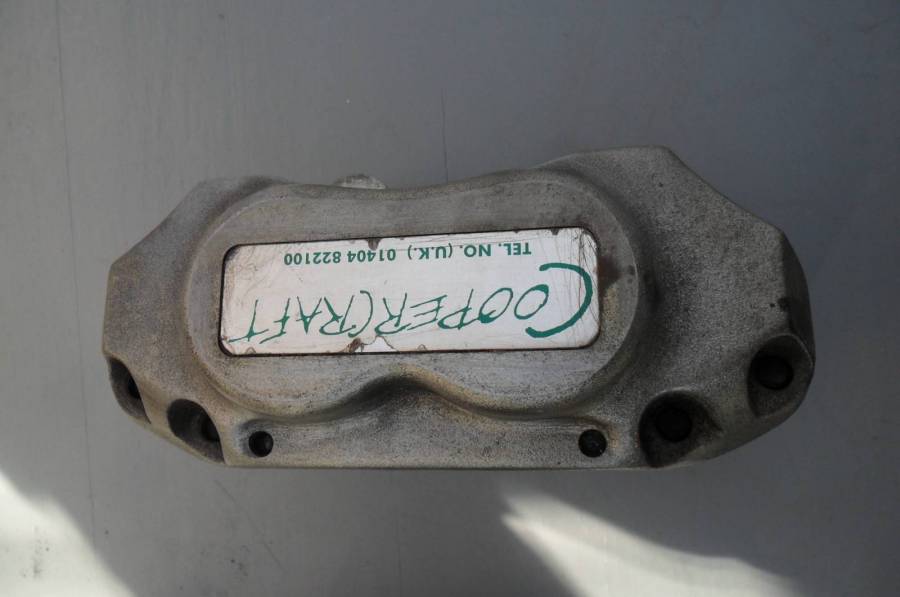 COOPERCRAFT
TEL. NO. (U.K.) 01404 822100